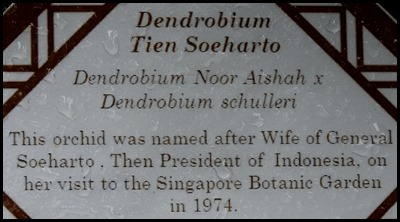 Dendrobium
Tien Soeharto
Dendrobium Noor Aishah x
Dendrobium schulleri
This orchid was named after Wife of General
Soeharto . Then President of Indonesia, on
her visit to the Singapore Botanic Garden
in 1974.